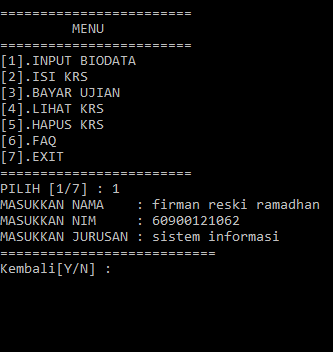 ========================
         MENU
========================
[1].INPUT BIODATA
[2].ISI KRS
[3].BAYAR UJIAN
[4].LIHAT KRS
[5].HAPUS KRS
[6].FAQ
[7].EXIT
========================
PILIH [1/7] : 1
MASUKKAN NAMA    : firman reski ramadhan
MASUKKAN NIM     : 60900121062
MASUKKAN JURUSAN : sistem informasi
===========================
Kembali[Y/N] :